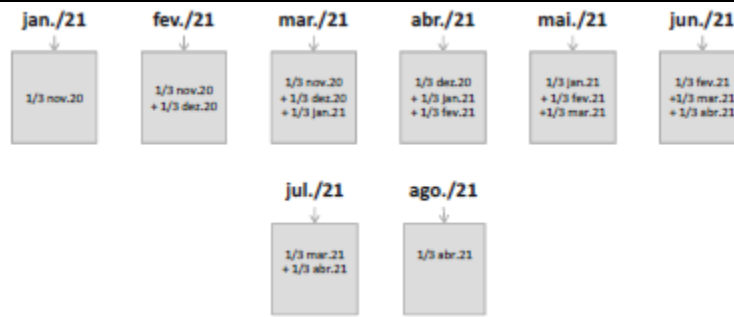 jan./21 fev./21 mar./21 abr./21 mai./21 jun./21
1/3 nov.20
1/3 nov.20
+ 1/3 dez.20
1/3 nov.20
+ 1/3 dez.20
+ 1/3 jan.21
1/3 dez.20
+ 1/3 jan.21
+ 1/3 fev.21
1/3 jan.21
+ 1/3 fev.21
+1/3 mar.21
1/3 fev.21
+1/3 mar.21
+ 1/3 abr.21
jul./21 ago./21
1/3 mar.21
+ 1/3 abr.21
1/3 abr.21